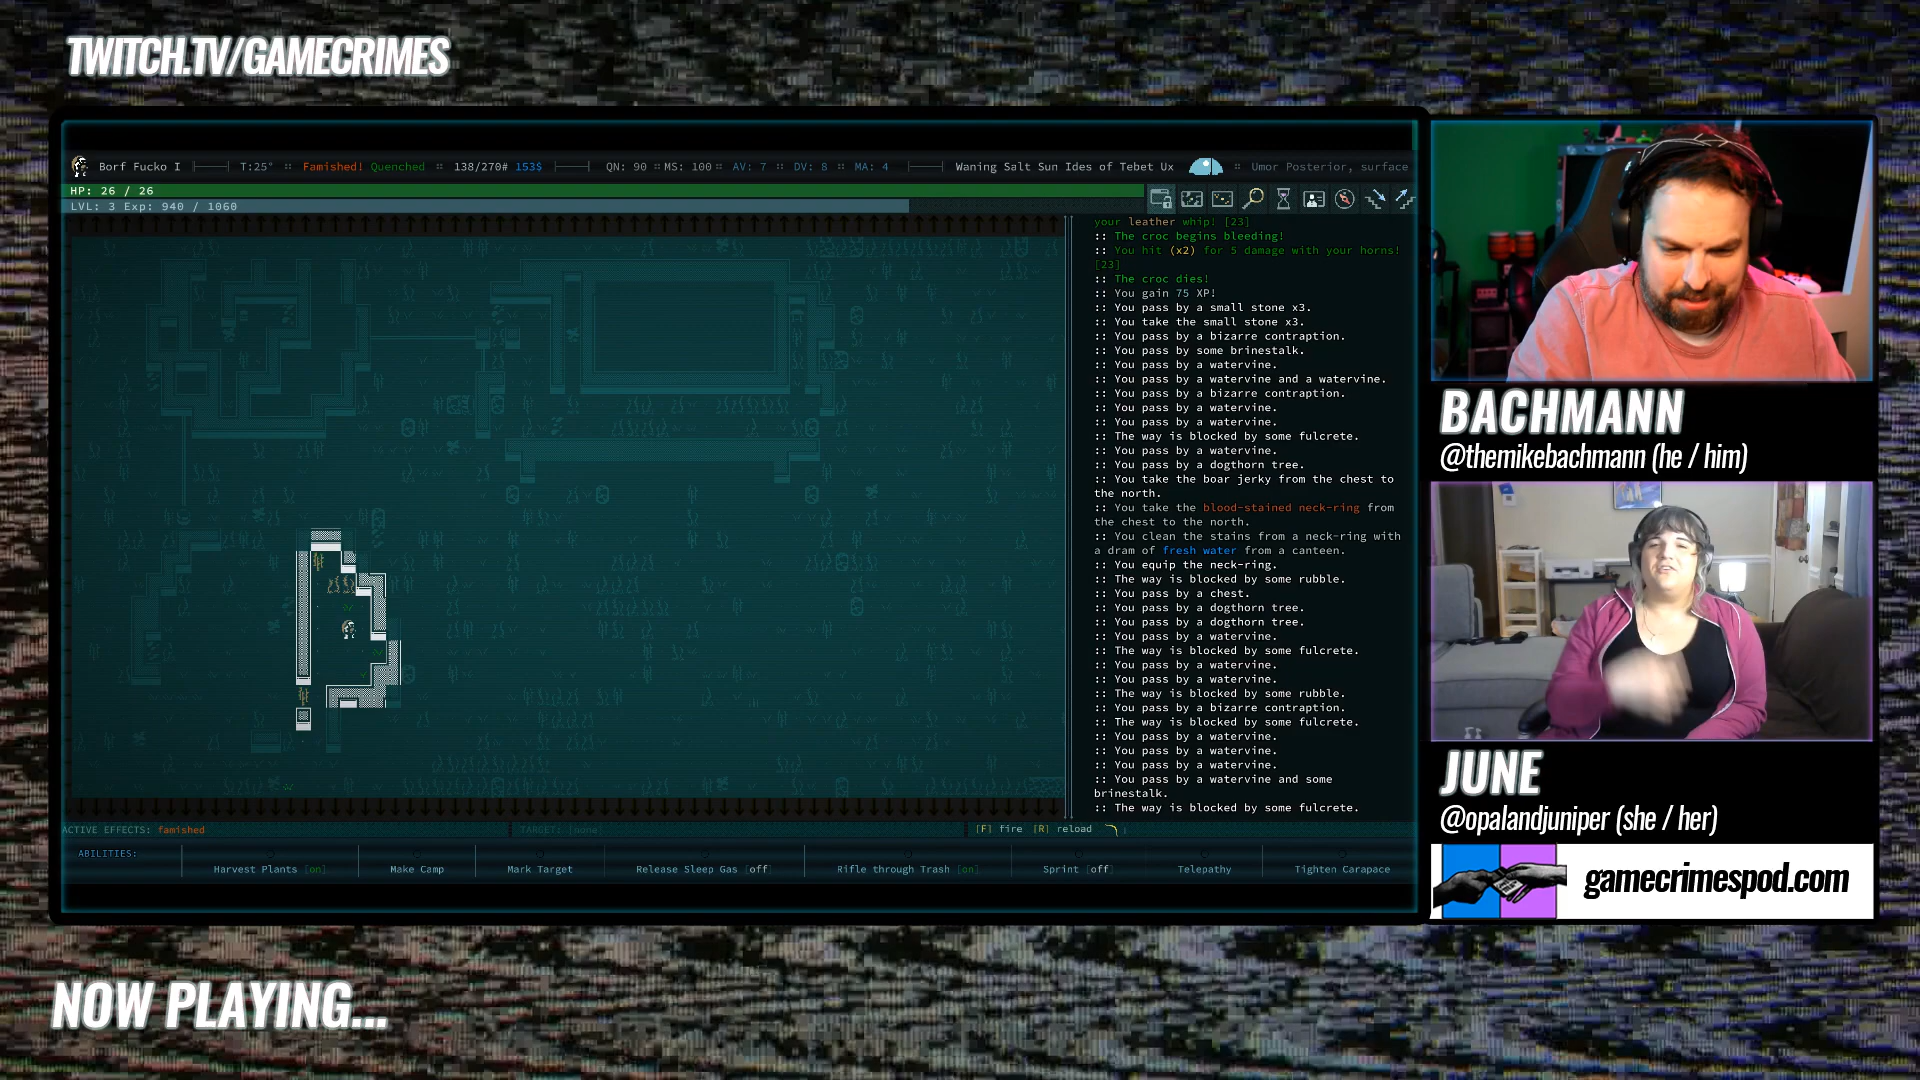 TWITCH.TV/GAMECRIMES
Borf Fucko I T:25° :: Famished! Quenched :: 138/270# 153$ QN: 90 :: MS: 100 :: AV: 7 :: DV: 8 :: MA: 4 Waning Salt Sun Ides of Tebet Ux :: Umor Posterior, surface
HP: 26 / 26
LVL: 3 Exp: 940 / 1060
your leather whip! [23]
:: The croc begins bleeding!
:: You hit (x2) for 5 damage with your horns!
[23]
:: The croc dies!
:: You gain 75 XP!
:: You pass by a small stone x3.
:: You take the small stone x3.
:: You pass by a bizarre contraption.
:: You pass by some brinestalk.
:: You pass by a watervine.
:: You pass by a watervine and a watervine.
:: You pass by a bizarre contraption.
:: You pass by a watervine.
:: You pass by a watervine.
:: The way is blocked by some fulcrete.
:: You pass by a watervine.
:: You pass by a dogthorn tree.
:: You take the boar jerky from the chest to
the north.
:: You take the blood-stained neck-ring from
the chest to the north.
:: You clean the stains from a neck-ring with
a dram of fresh water from a canteen.
:: You equip the neck-ring.
:: The way is blocked by some rubble.
:: You pass by a chest.
:: You pass by a dogthorn tree.
:: You pass by a dogthorn tree.
:: You pass by a watervine.
:: The way is blocked by some fulcrete.
:: You pass by a watervine.
:: You pass by a watervine.
:: The way is blocked by some rubble.
:: You pass by a bizarre contraption.
:: The way is blocked by some fulcrete.
:: You pass by a watervine.
:: You pass by a watervine.
:: You pass by a watervine.
:: You pass by a watervine and some
brinestalk.
:: The way is blocked by some fulcrete.
ACTIVE EFFECTS: famished
TARGET: [none]
[F] fire [R] reload
ABILITIES:
Harvest Plants [on] Make Camp Mark Target Release Sleep Gas [off] Rifle through Trash [on] Sprint [off] Telepathy Tighten Carapace
BACHMANN
@themikebachmann (he / him)
JUNE
@opalandjuniper (she / her)
gamecrimespod.com
NOW PLAYING...